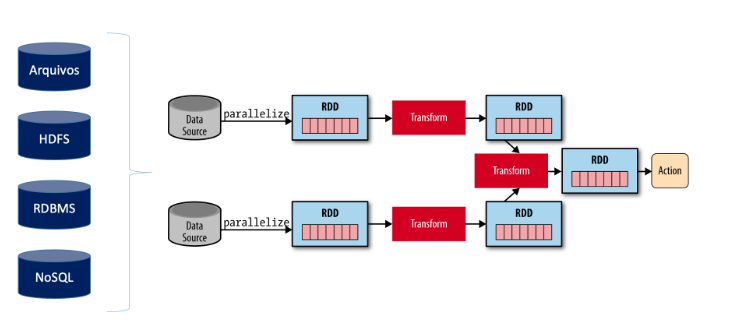 Arquivos
HDFS
RDBMS
NoSQL
Data
Source
parallelize
RDD
Transform
RDD
Transform
RDD
Action
Data
Source
parallelize
RDD
Transform
RDD